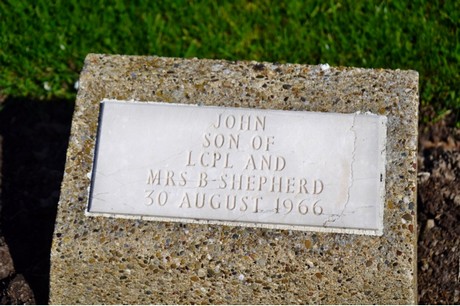 JOHN
SON OF
LCPL AND
MRS B-SHEPHERD
30 AUGUST 1966